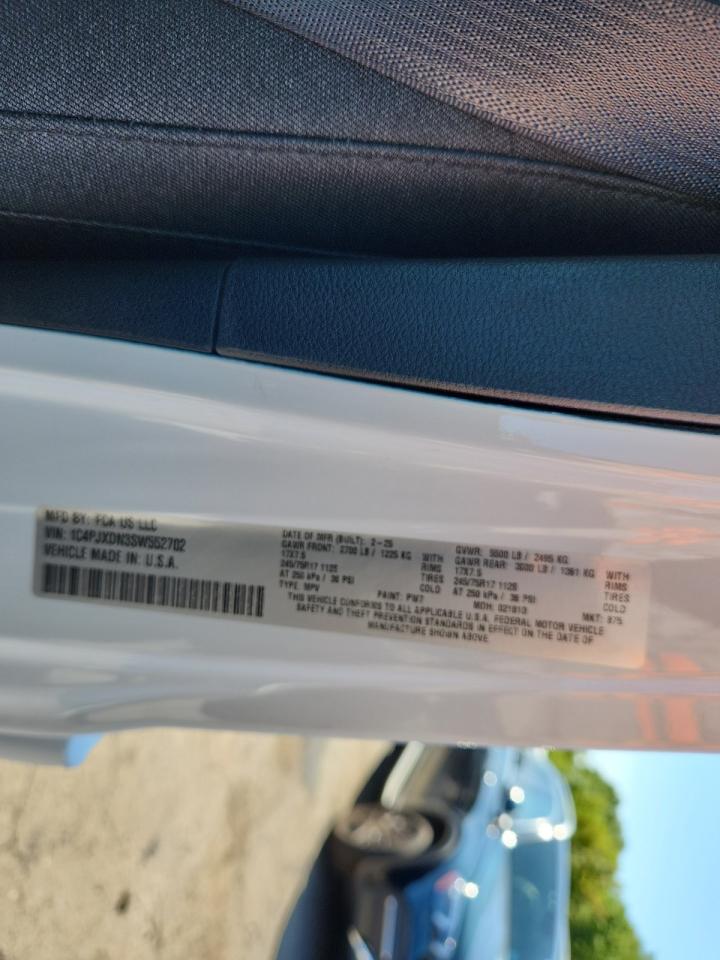 MFD BY: FCA US LLC
VIN: 1C4PJXDN3SW552702
VEHICLE MADE IN: U.S.A.
DATE OF MFR (BUILT): 2-25
GAWR FRONT: 2700 LB / 1225 KG WITH
17X7.5 RIMS
245/75R17 112S TIRES
AT 250 kPa / 36 PSI COLD
TYPE: MPV PAINT: PW7
GVWR: 5500 LB / 2495 KG
GAWR REAR: 3000 LB / 1361 KG WITH
17X7.5 RIMS
245/75R17 112S TIRES
AT 250 kPa / 36 PSI COLD
MDH: 021813 MKT: 875
THIS VEHICLE CONFORMS TO ALL APPLICABLE U.S.A. FEDERAL MOTOR VEHICLE
SAFETY AND THEFT PREVENTION STANDARDS IN EFFECT ON THE DATE OF
MANUFACTURE SHOWN ABOVE